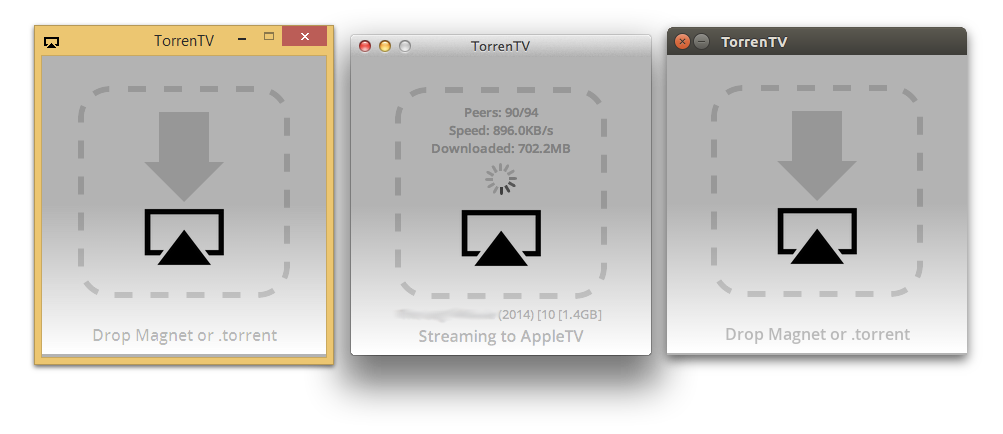 TorrenTV
Drop Magnet or .torrent
TorrenTV
Peers: 90/94
Speed: 896.0KB/s
Downloaded: 702.2MB
(2014) [10 [1.4GB]
Streaming to AppleTV
TorrenTV
Drop Magnet or .torrent